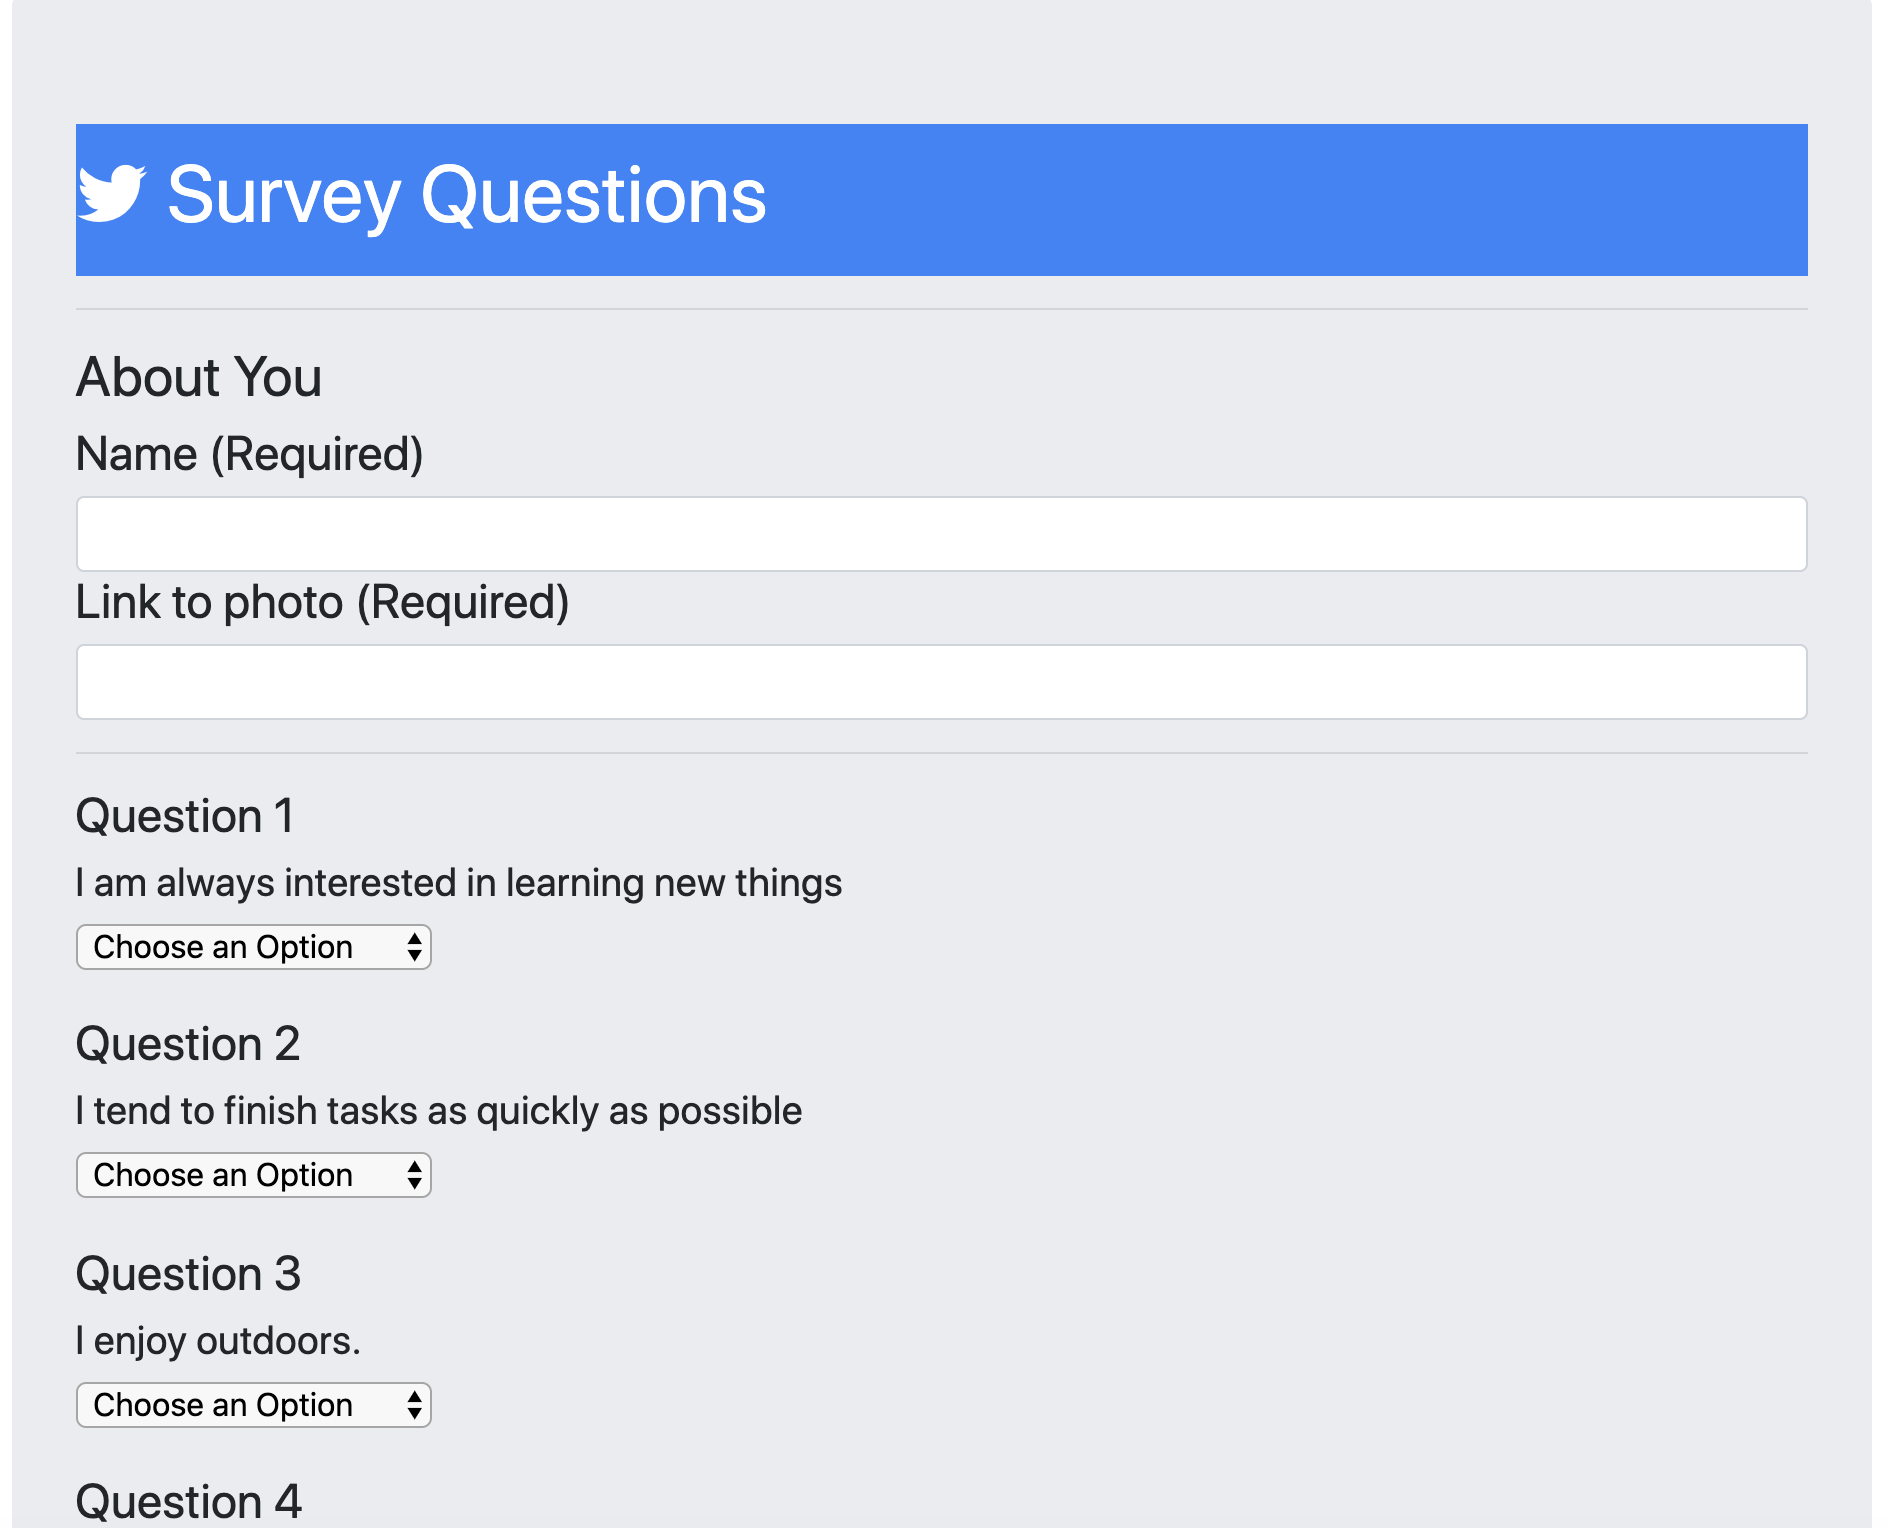 Survey Questions
About You
Name (Required)
Link to photo (Required)
Question 1
I am always interested in learning new things
Choose an Option
Question 2
I tend to finish tasks as quickly as possible
Choose an Option
Question 3
I enjoy outdoors.
Choose an Option
Question 4